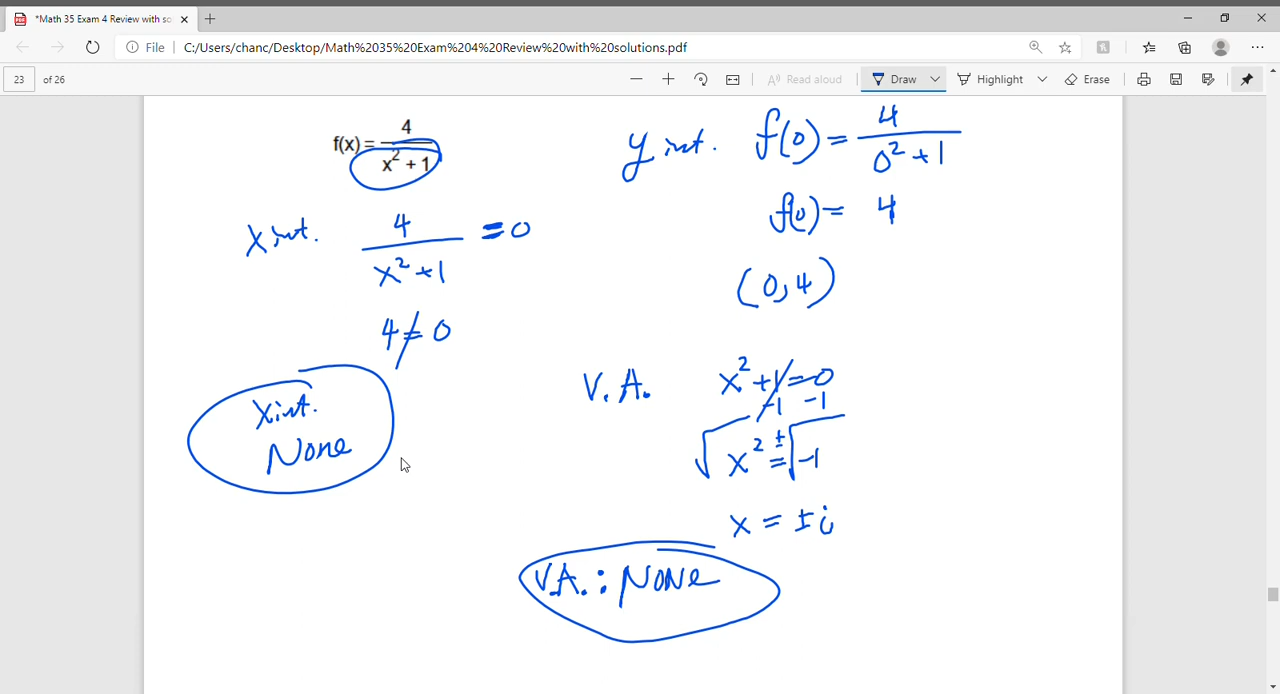 *Math 35 Exam 4 Review with so
File | C:/Users/chanc/Desktop/Math%2035%20Exam%204%20Review%20with%20solutions.pdf
23 of 26
Read aloud
Draw
Highlight
Erase
f(x) = 4 / (x² + 1)
y int. f(0) = 4 / (0² + 1)
f(0) = 4
(0, 4)
X int. 4 / (x² + 1) = 0
4 ≠ 0
X int.
None
V. A. x² + 1 = 0
-1 -1
√x² = ±√-1
x = ± i
V.A. : None